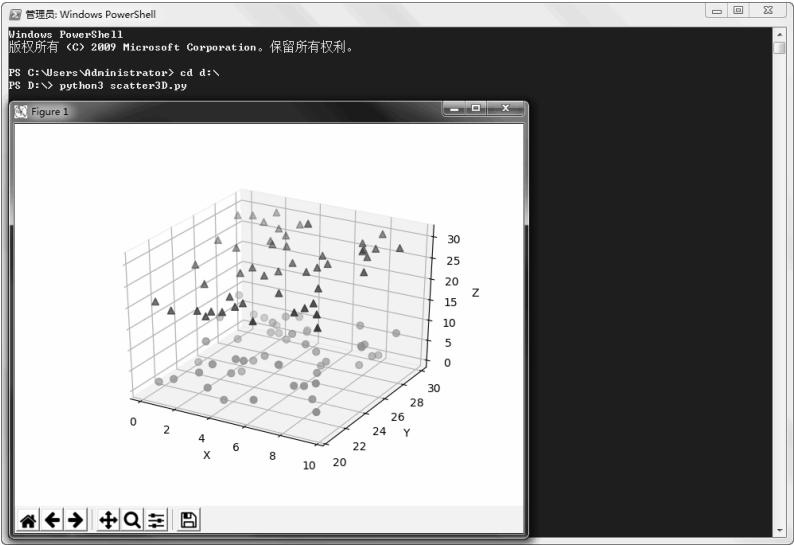 管理员: Windows PowerShell
Windows PowerShell
版权所有 (C) 2009 Microsoft Corporation。保留所有权利。
PS C:\Users\Administrator> cd d:\
PS D:\> python3 scatter3D.py
Figure 1
30
25
20
15
10
5
0
Z
30
28
26
24
22
20
Y
0
2
4
6
8
10
X